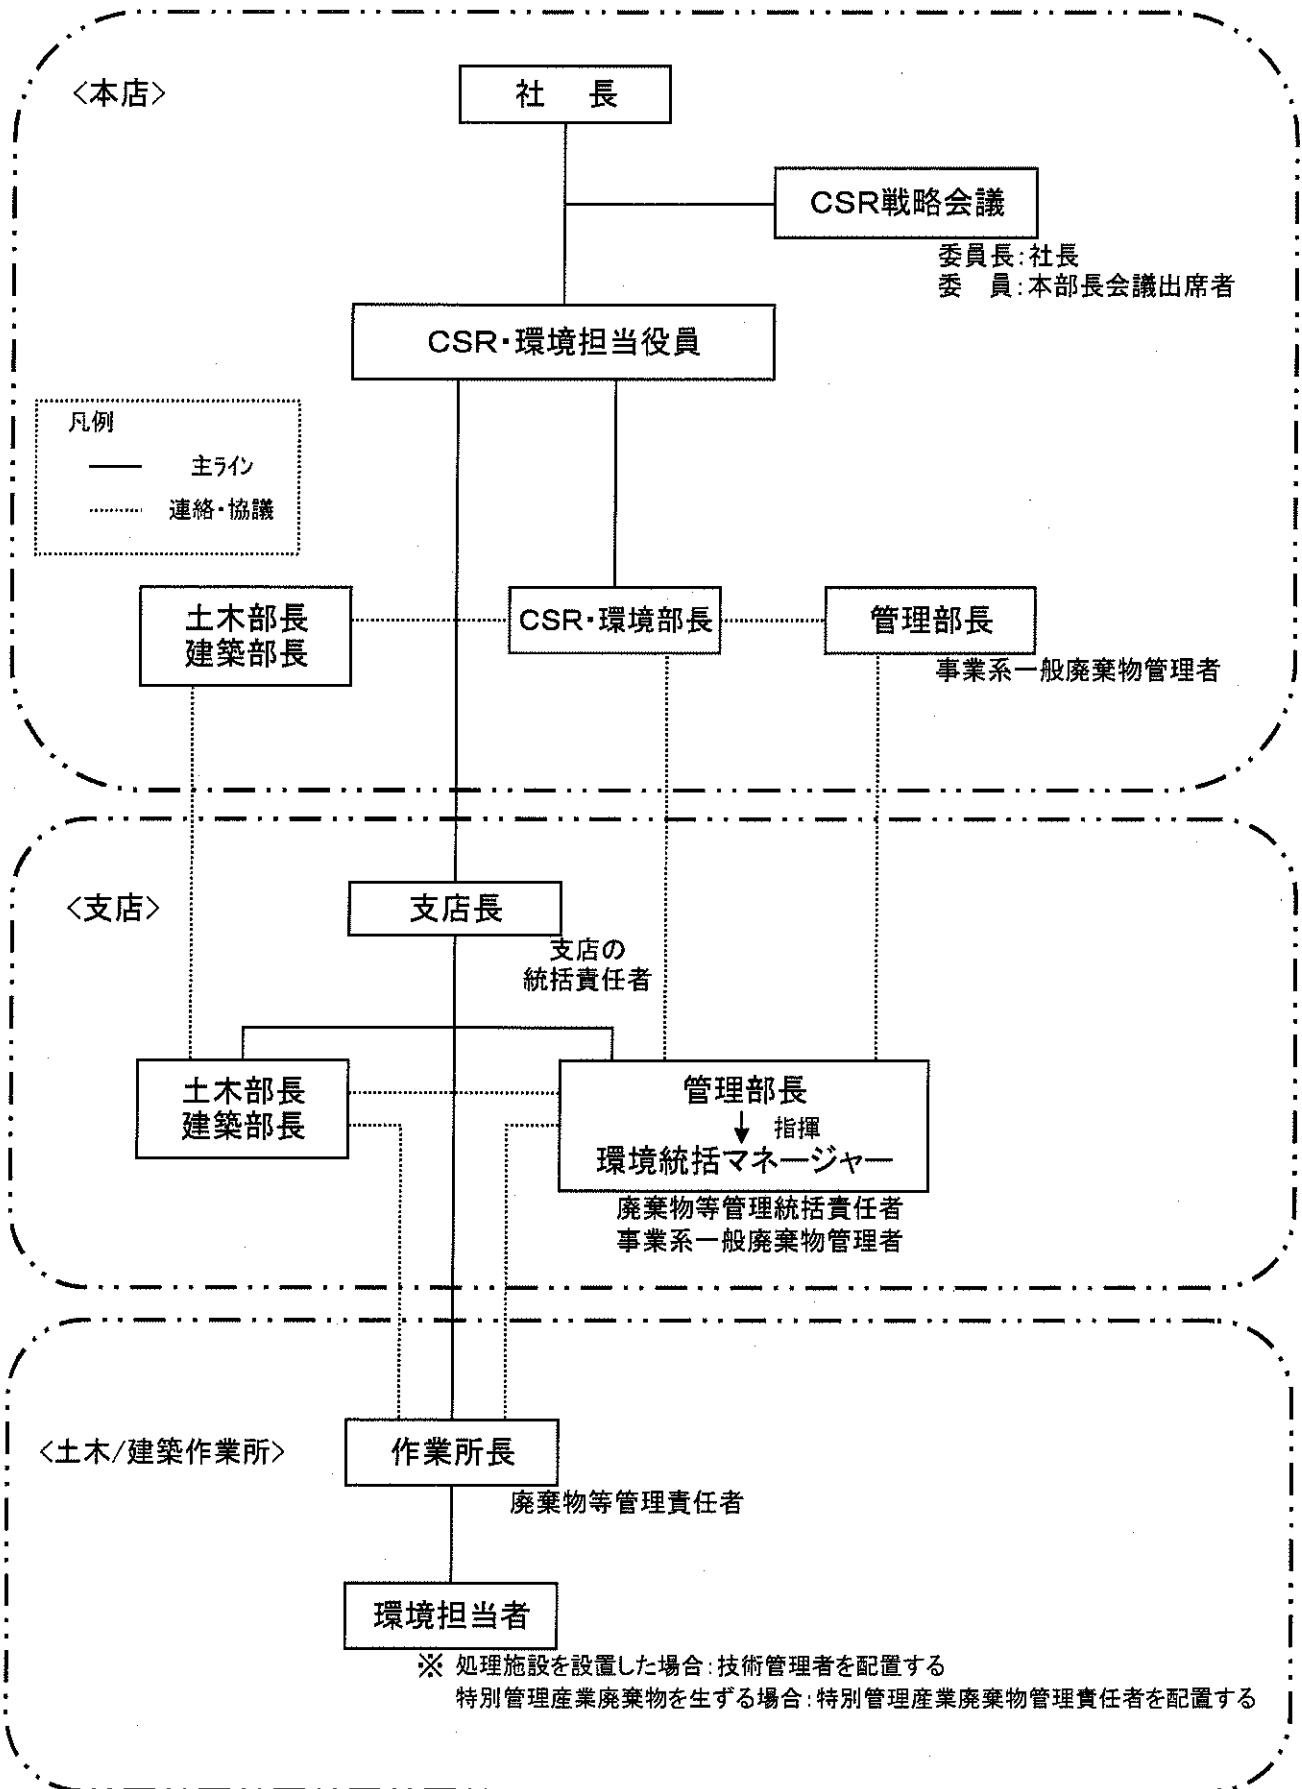 <本店>
社 長
CSR戦略会議
委員長:社長
委 員:本部長会議出席者
CSR・環境担当役員
凡例
主ライン
連絡・協議
土木部長
建築部長
CSR・環境部長
管理部長
事業系一般廃棄物管理者
<支店>
支店長
支店の
統括責任者
土木部長
建築部長
管理部長
指揮
環境統括マネージャー
廃棄物等管理統括責任者
事業系一般廃棄物管理者
<土木/建築作業所>
作業所長
廃棄物等管理責任者
環境担当者
※ 処理施設を設置した場合:技術管理者を配置する
特別管理産業廃棄物を生ずる場合:特別管理産業廃棄物管理責任者を配置する